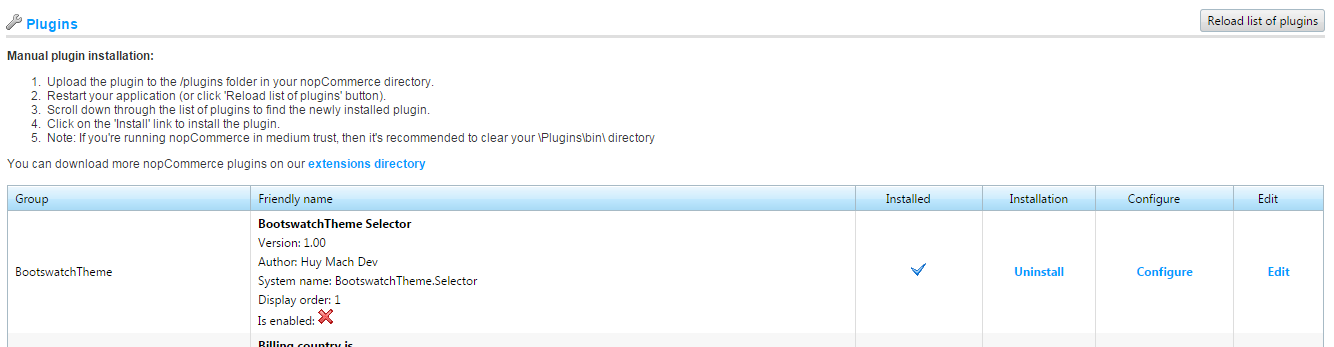 Plugins
Reload list of plugins
Manual plugin installation:
1. Upload the plugin to the /plugins folder in your nopCommerce directory.
2. Restart your application (or click 'Reload list of plugins' button).
3. Scroll down through the list of plugins to find the newly installed plugin.
4. Click on the 'Install' link to install the plugin.
5. Note: If you're running nopCommerce in medium trust, then it's recommended to clear your \Plugins\bin\ directory
You can download more nopCommerce plugins on our extensions directory
Group Friendly name Installed Installation Configure Edit
BootswatchTheme Selector
Version: 1.00
Author: Huy Mach Dev
BootswatchTheme
Uninstall Configure Edit
System name: BootswatchTheme.Selector
Display order: 1
Is enabled:
Billing country is